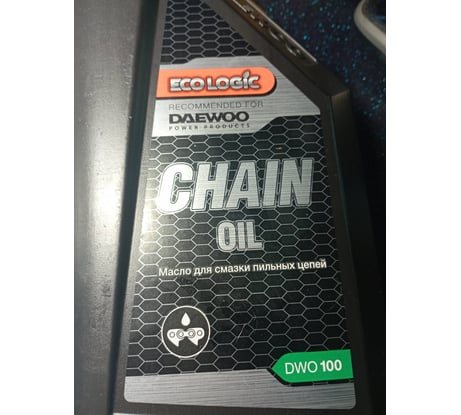 ECOLOGIC
RECOMMENDED FOR
DAEWOO
POWER PRODUCTS
CHAIN
OIL
Масло для смазки пильных цепей
DWO 100